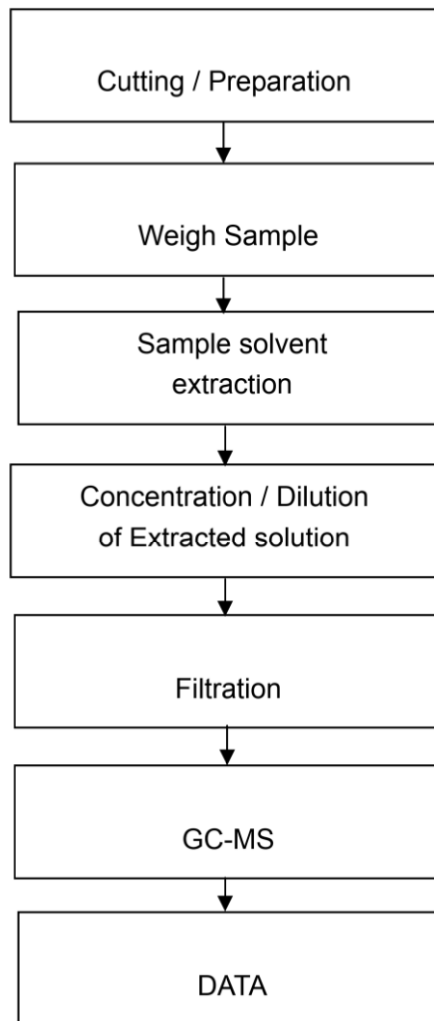 Cutting / Preparation
Weigh Sample
Sample solvent
extraction
Concentration / Dilution
of Extracted solution
Filtration
GC-MS
DATA